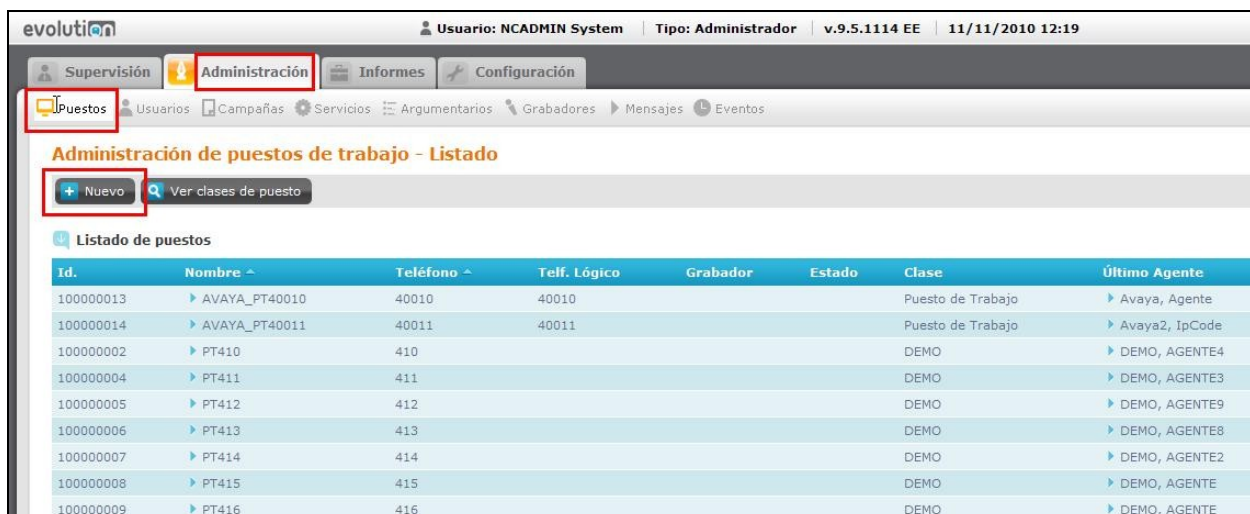 evolution Usuario: NCADMIN System Tipo: Administrador v.9.5.1114 EE 11/11/2010 12:19
Supervisión Administración Informes Configuración
Puestos Usuarios Campañas Servicios Argumentarios Grabadores Mensajes Eventos
Administración de puestos de trabajo - Listado
Nuevo Ver clases de puesto
Listado de puestos
Id. Nombre Teléfono Telf. Lógico Grabador Estado Clase Último Agente
100000013 AVAYA_PT40010 40010 40010 Puesto de Trabajo Avaya, Agente
100000014 AVAYA_PT40011 40011 40011 Puesto de Trabajo Avaya2, IpCode
100000002 PT410 410 DEMO DEMO, AGENTE4
100000004 PT411 411 DEMO DEMO, AGENTE3
100000005 PT412 412 DEMO DEMO, AGENTE9
100000006 PT413 413 DEMO DEMO, AGENTE8
100000007 PT414 414 DEMO DEMO, AGENTE2
100000008 PT415 415 DEMO DEMO, AGENTE
100000009 PT416 416 DEMO DEMO, AGENTE